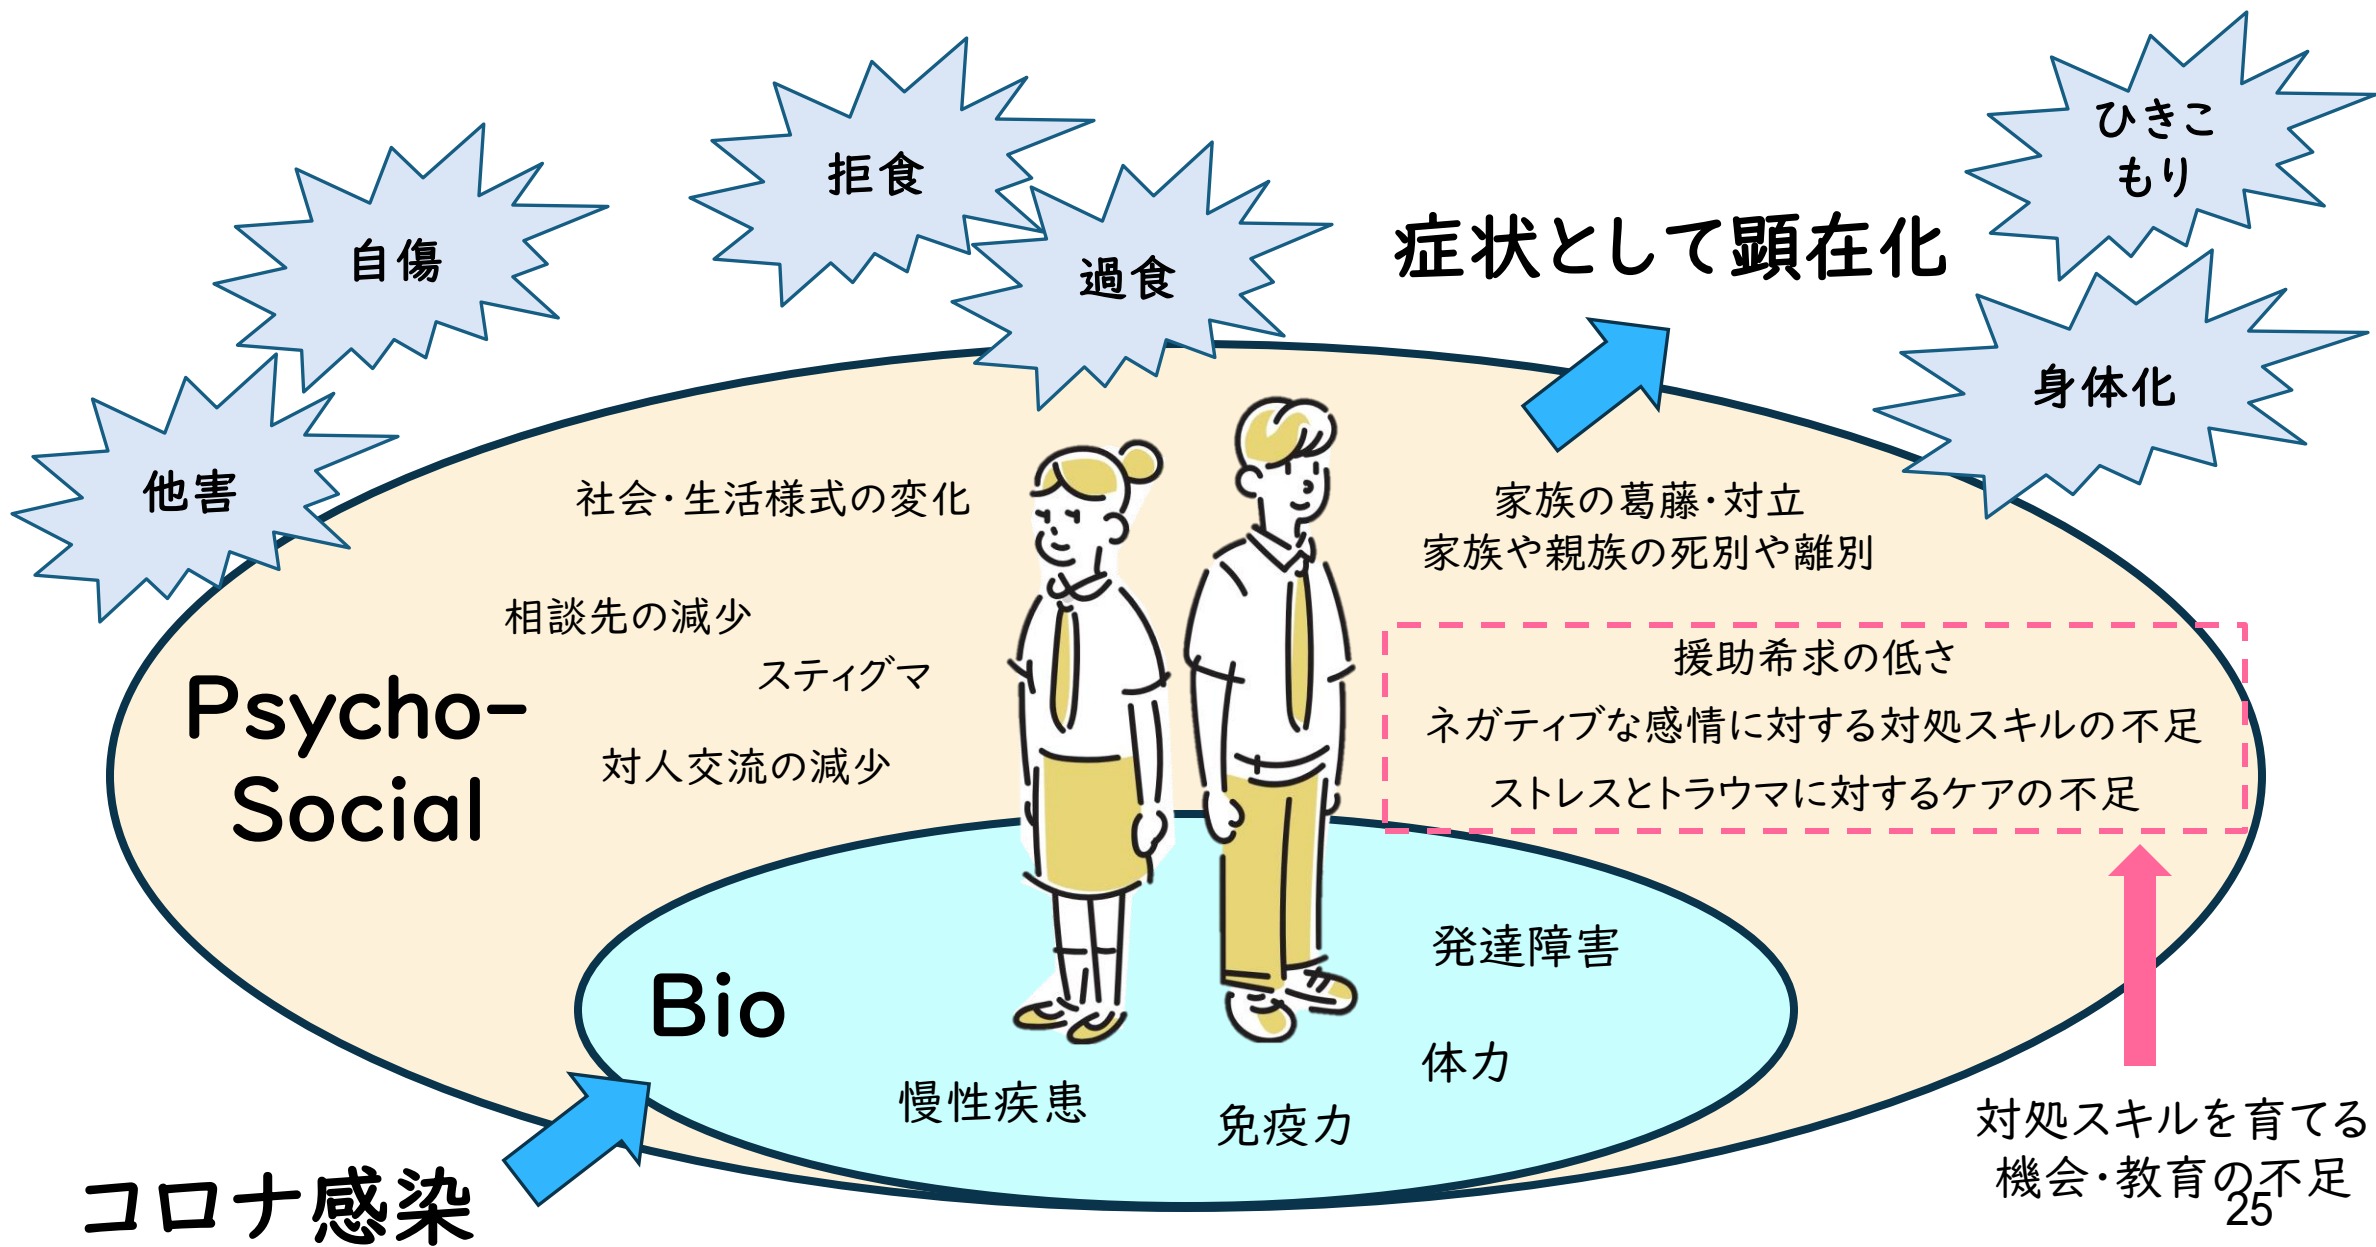 ひきこ
もり
拒食
自傷
過食
症状として顕在化
身体化
他害
社会・生活様式の変化
家族の葛藤・対立
家族や親族の死別や離別
相談先の減少
スティグマ
援助希求の低さ
ネガティブな感情に対する対処スキルの不足
対人交流の減少
ストレスとトラウマに対するケアの不足
Psycho-
Social
Bio
発達障害
体力
慢性疾患
免疫力
コロナ感染
対処スキルを育てる
機会・教育の不足
25